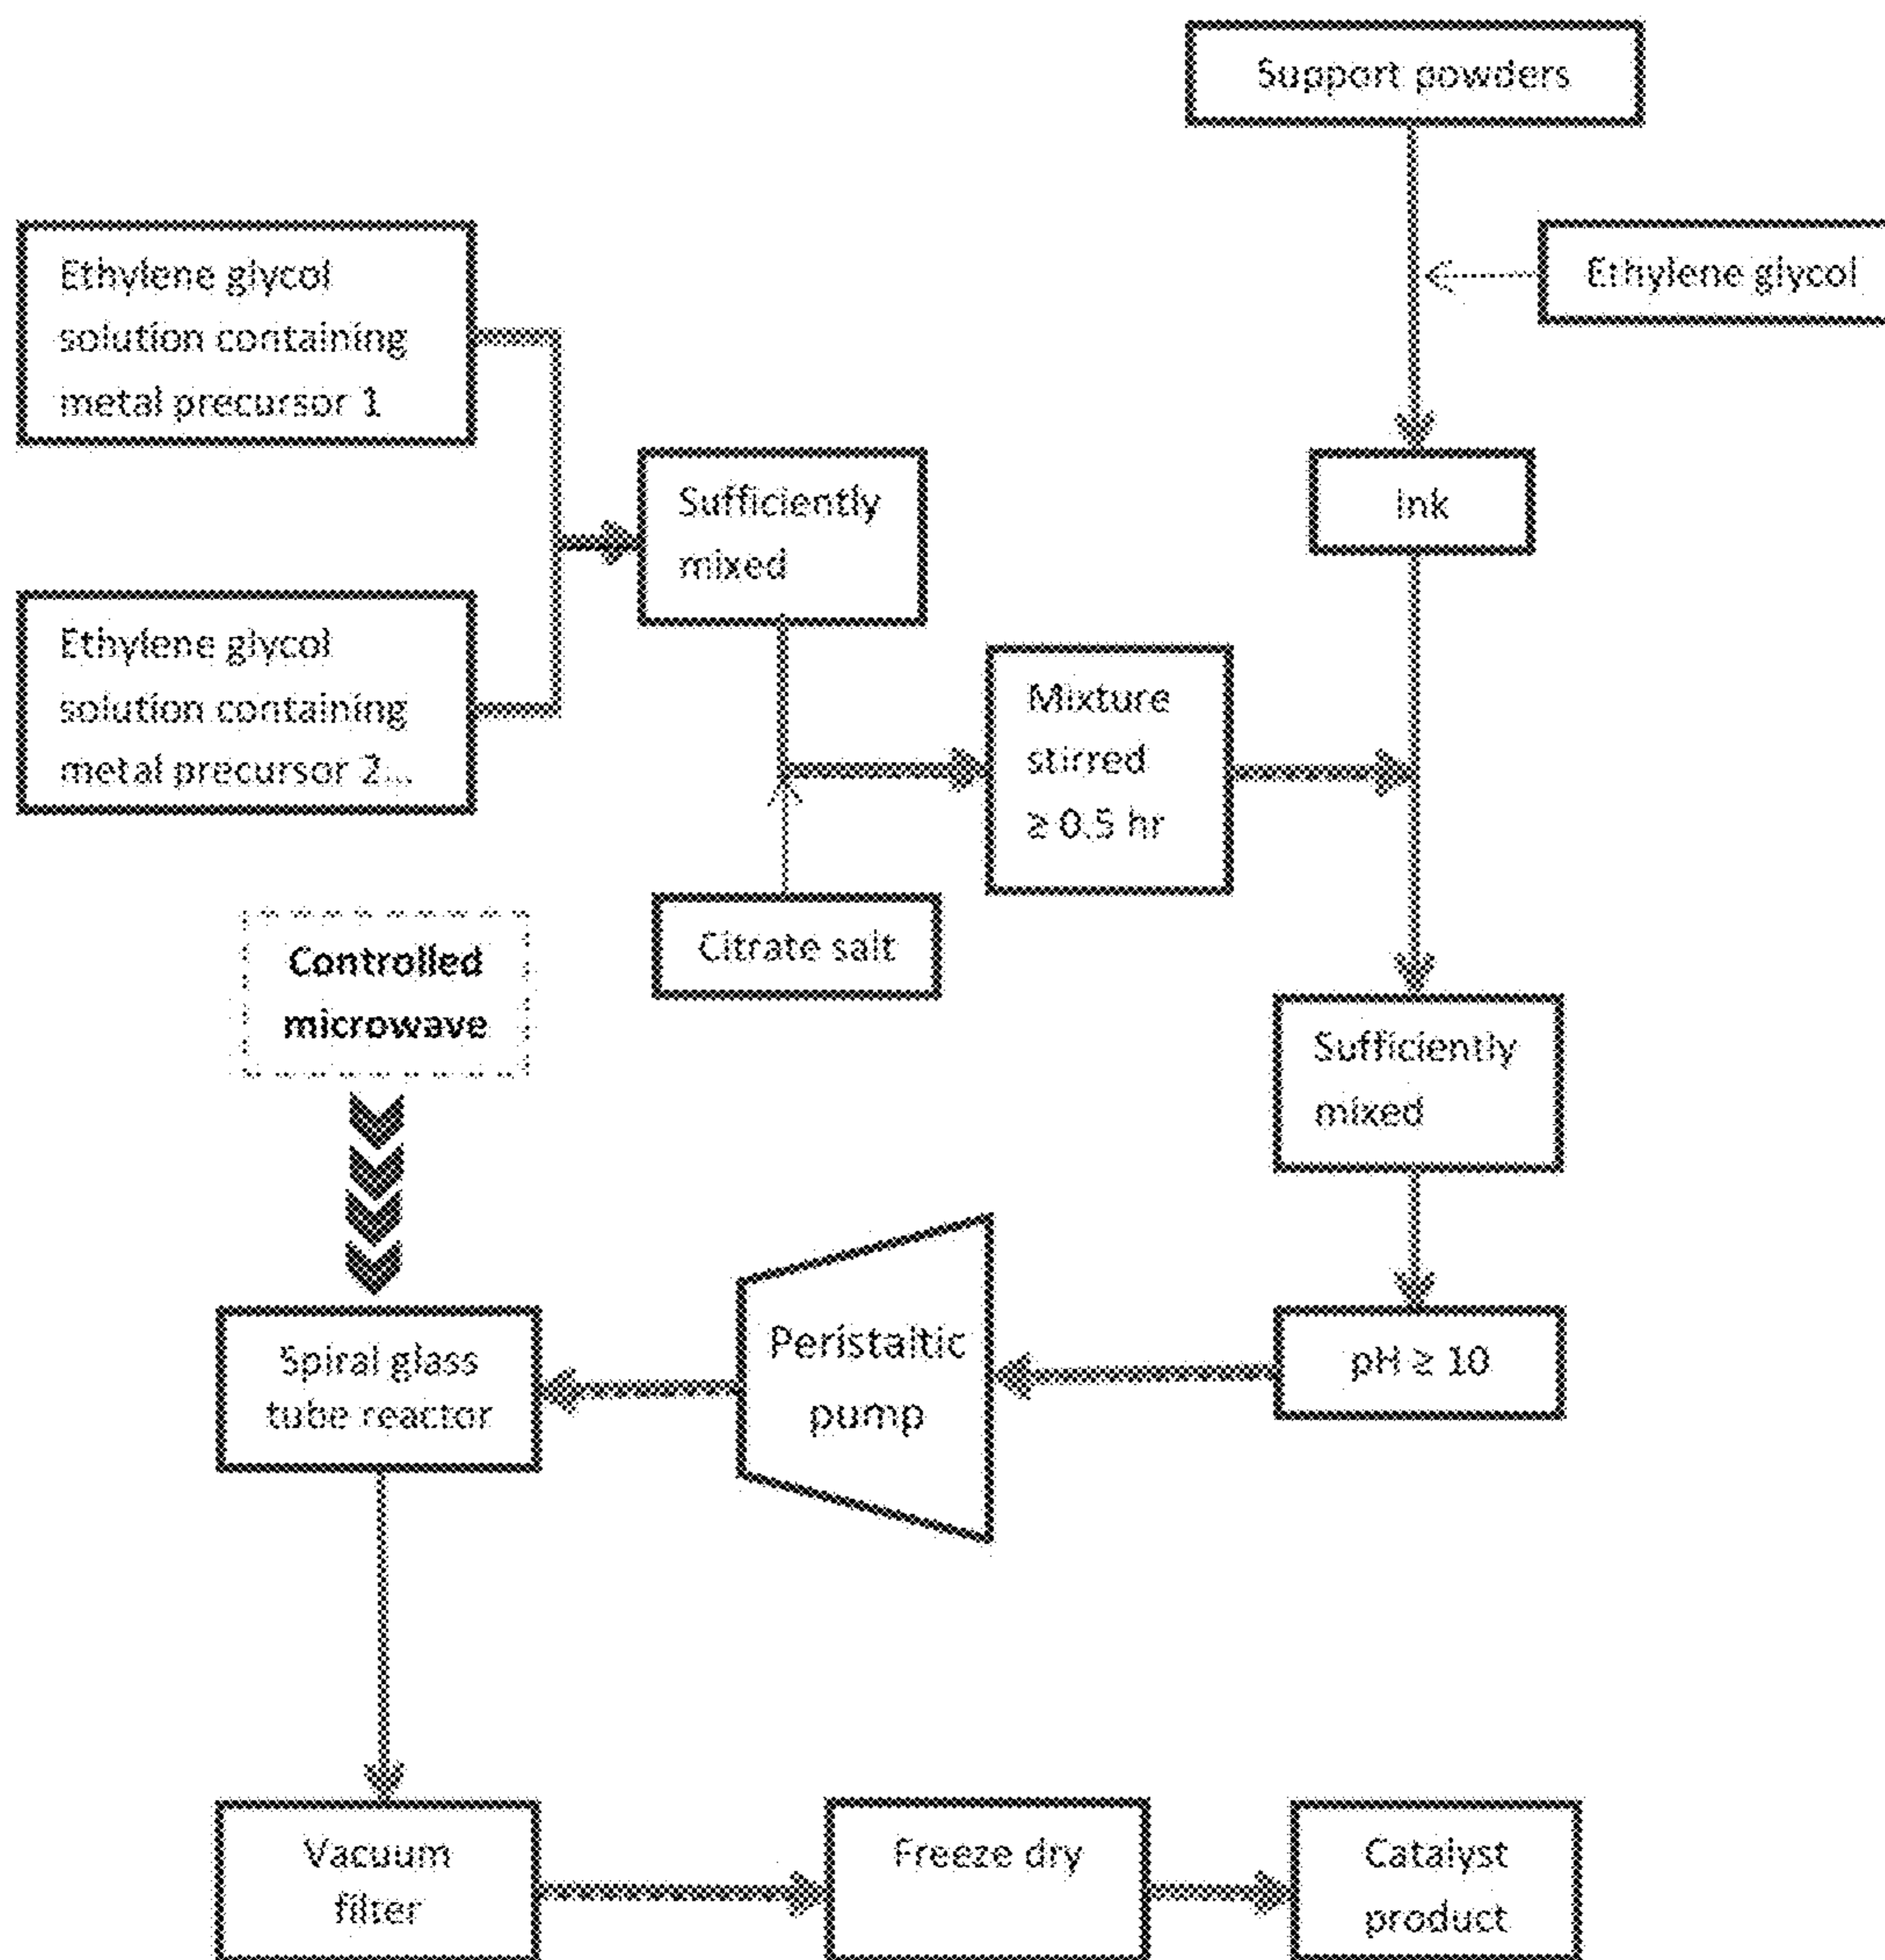 Support powders
Ethylene glycol
solution containing
metal precursor 1
Ethylene glycol
Sufficiently
mixed
Ink
Ethylene glycol
solution containing
metal precursor 2...
Mixture
stirred
≥ 0.5 hr
Citrate salt
Controlled
microwave
Sufficiently
mixed
Spiral glass
tube reactor
Peristaltic
pump
pH ≥ 10
Vacuum
filter
Freeze dry
Catalyst
product